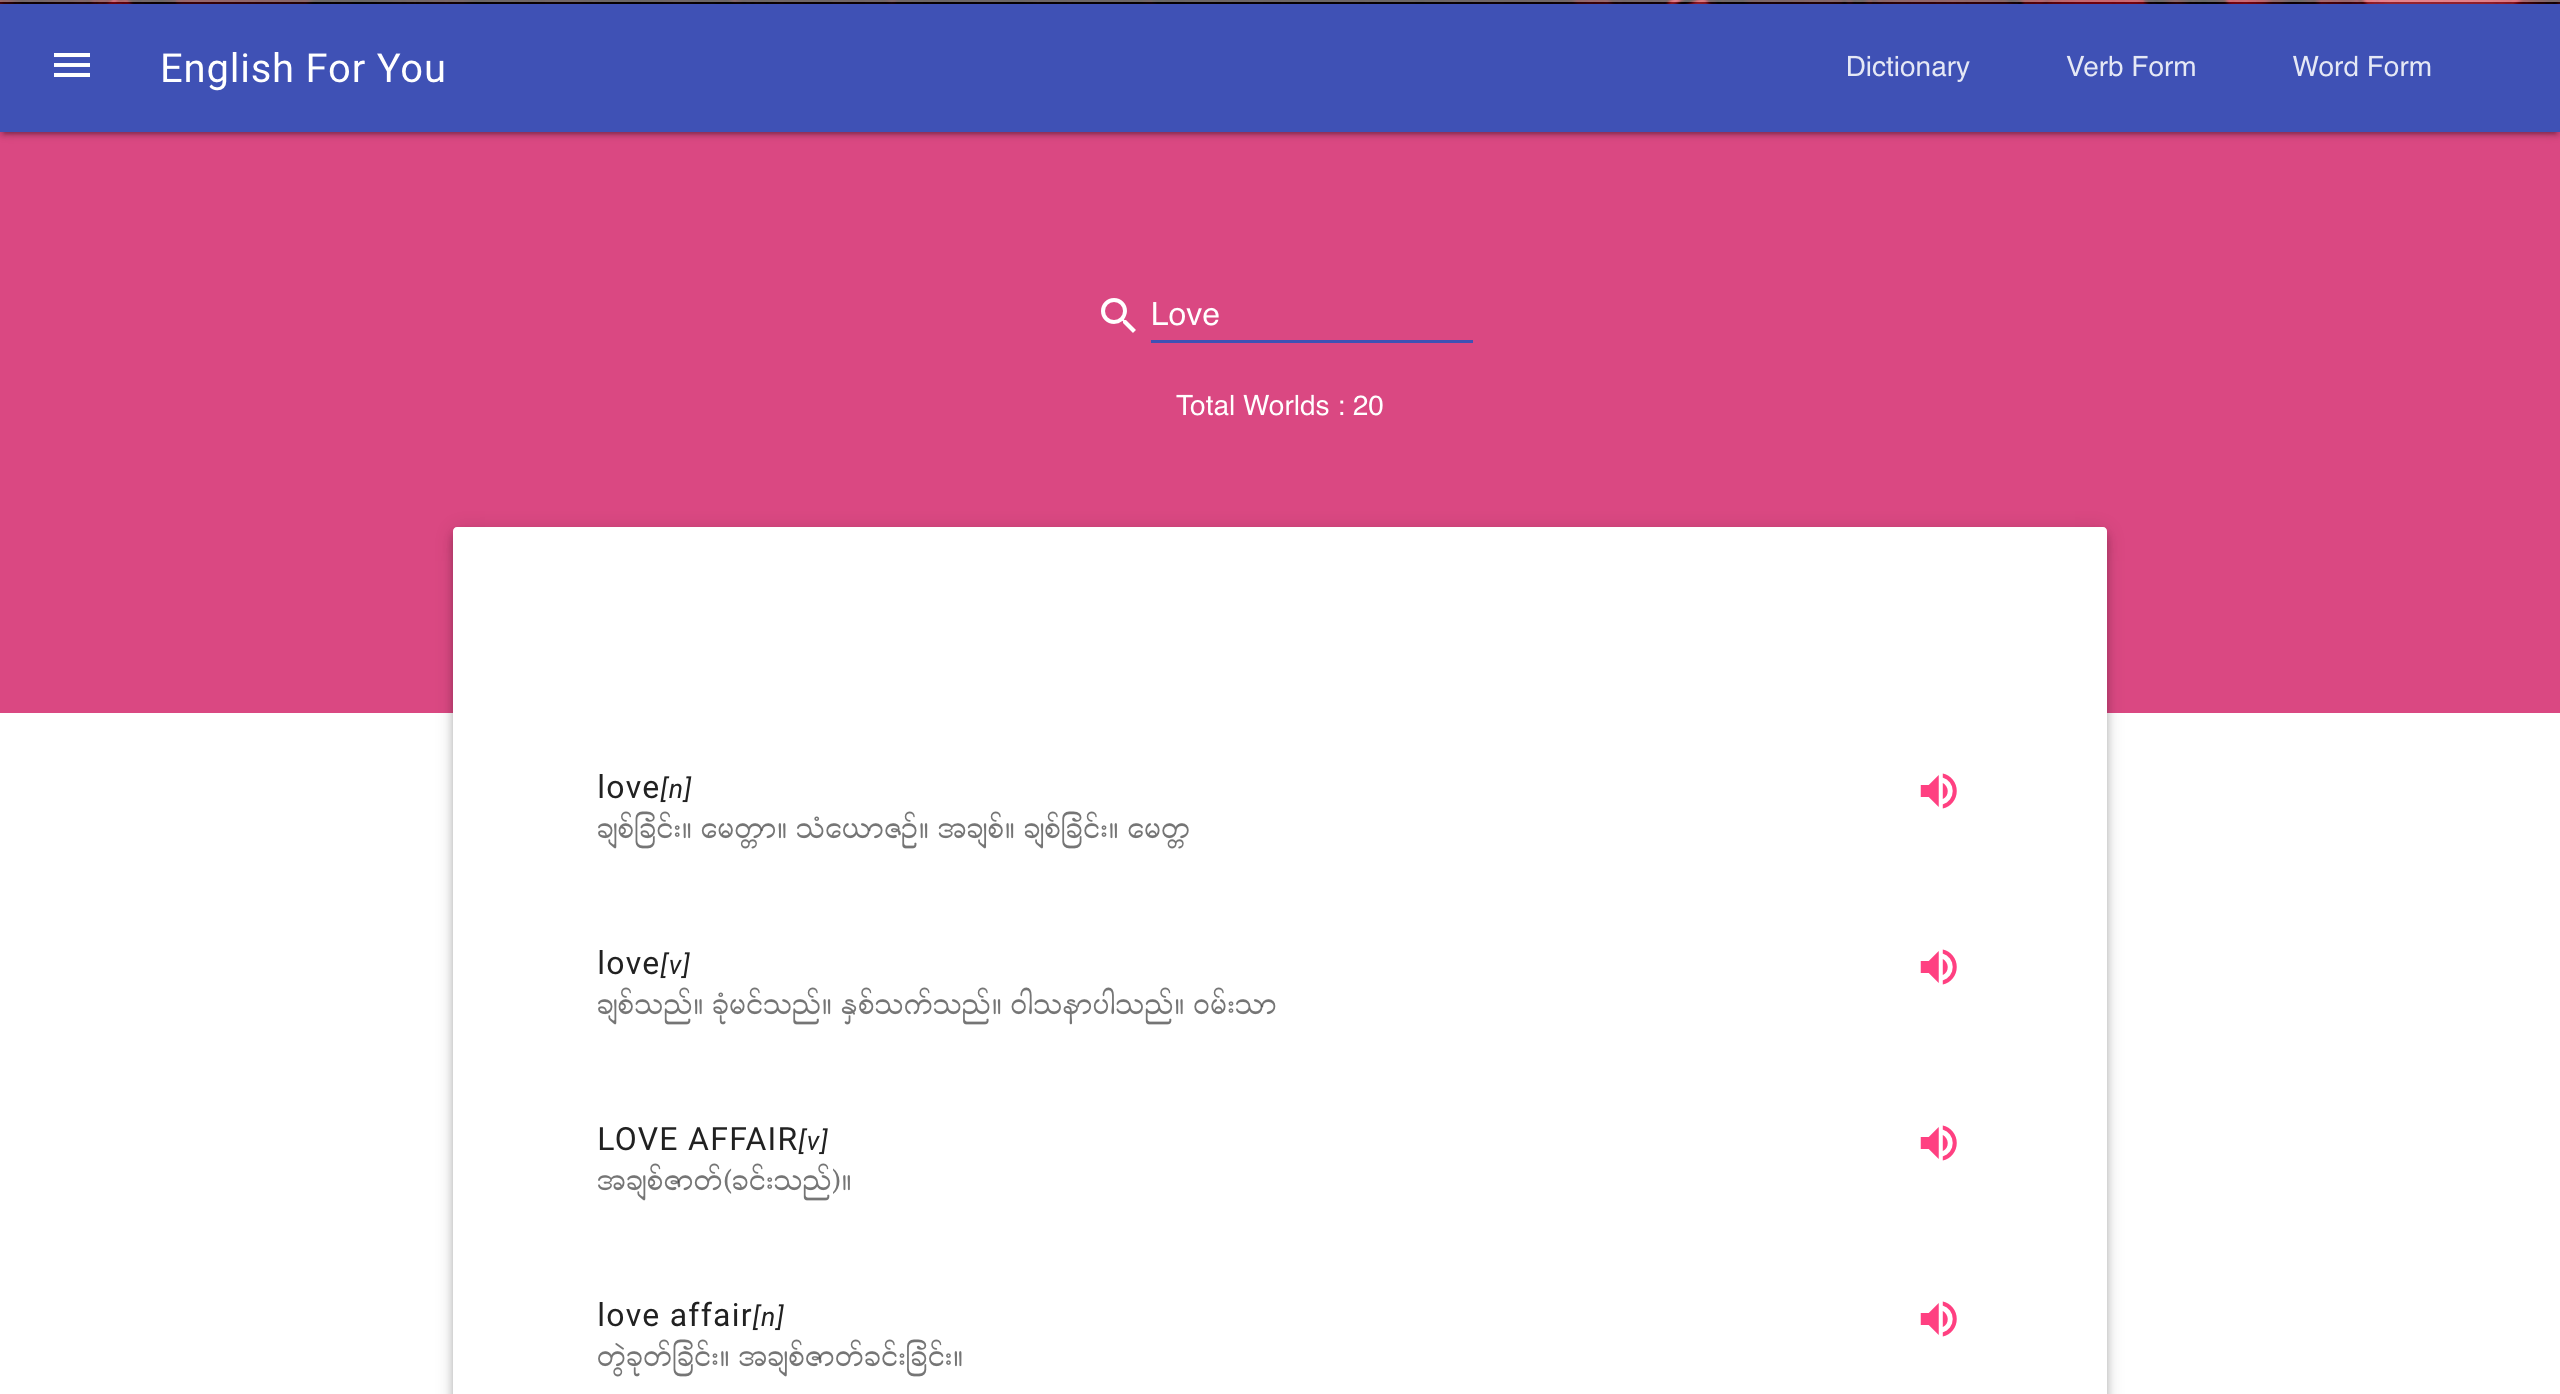 English For You
Dictionary
Verb Form
Word Form
Love
Total Worlds : 20
love[n]
ချစ်ခြင်း။ မေတ္တာ။ သံယောဇဉ်။ အချစ်။ ချစ်ခြင်း။ မေတ္တ
love[v]
ချစ်သည်။ ခုံမင်သည်။ နှစ်သက်သည်။ ဝါသနာပါသည်။ ဝမ်းသာ
LOVE AFFAIR[v]
အချစ်ဇာတ်(ခင်းသည်)။
love affair[n]
တွဲခုတ်ခြင်း။ အချစ်ဇာတ်ခင်းခြင်း။